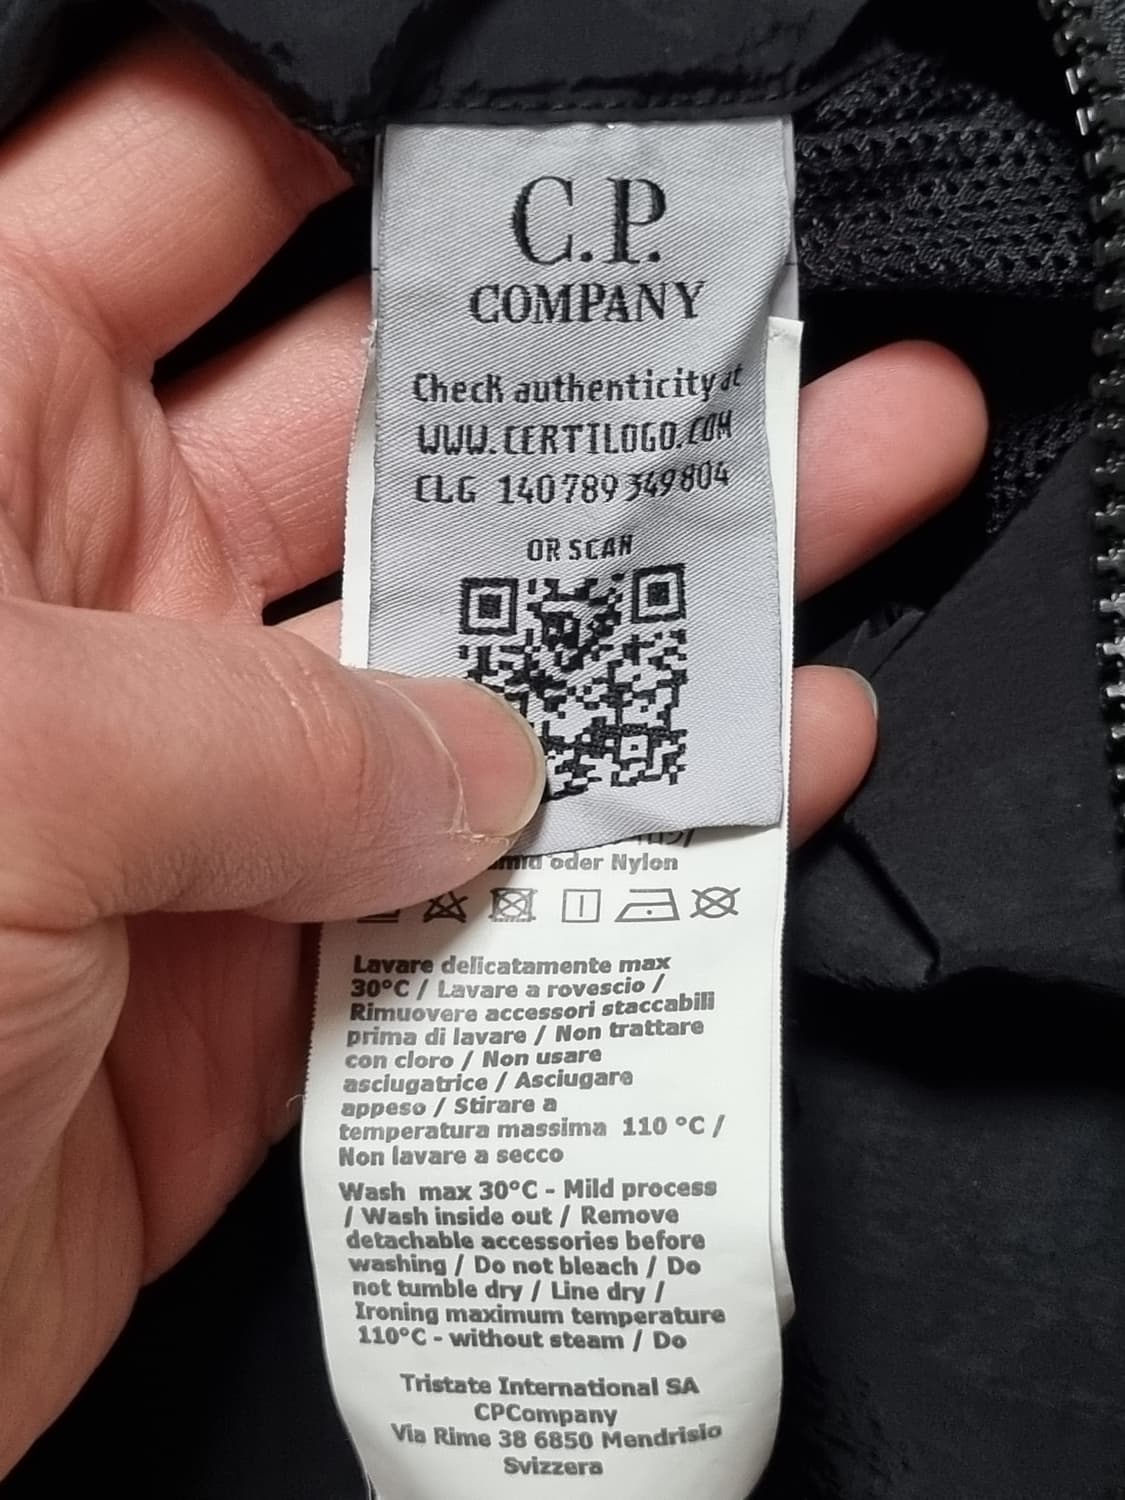 C.P.
COMPANY
Check authenticity at
WWW.CERTILOGO.COM
CLG 140789349804
OR SCAN
oder Nylon
Lavare delicatamente max
30°C / Lavare a rovescio /
Rimuovere accessori staccabili
prima di lavare / Non trattare
con cloro / Non usare
asciugatrice / Asciugare
appeso / Stirare a
temperatura massima 110 °C /
Non lavare a secco
Wash max 30°C - Mild process
/ Wash inside out / Remove
detachable accessories before
washing / Do not bleach / Do
not tumble dry / Line dry /
Ironing maximum temperature
110°C - without steam / Do
Tristate International SA
CPCompany
Via Rime 38 6850 Mendrisio
Svizzera